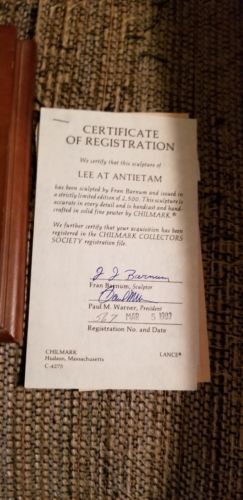 CERTIFICATE
OF REGISTRATION
We certify that this sculpture of
LEE AT ANTIETAM
has been sculpted by Fran Barnum and issued in
a strictly limited edition of 2,500. This sculpture is
accurate in every detail and is handcast and hand-
crafted in solid fine pewter by CHILMARK.®
We further certify that your acquisition has been
registered in the CHILMARK COLLECTORS
SOCIETY registration file.
J J Barnum
Fran Barnum, Sculptor
Paul M. Warner, President
MAR 5 1993
Registration No. and Date
CHILMARK
Hudson, Massachusetts
C-4275
LANCE®